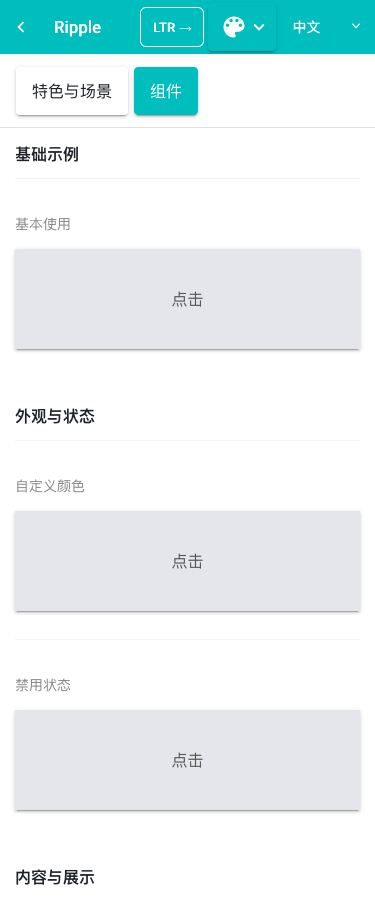 Ripple
LTR→
中文
特色与场景
组件
基础示例
基本使用
点击
外观与状态
自定义颜色
点击
禁用状态
点击
内容与展示